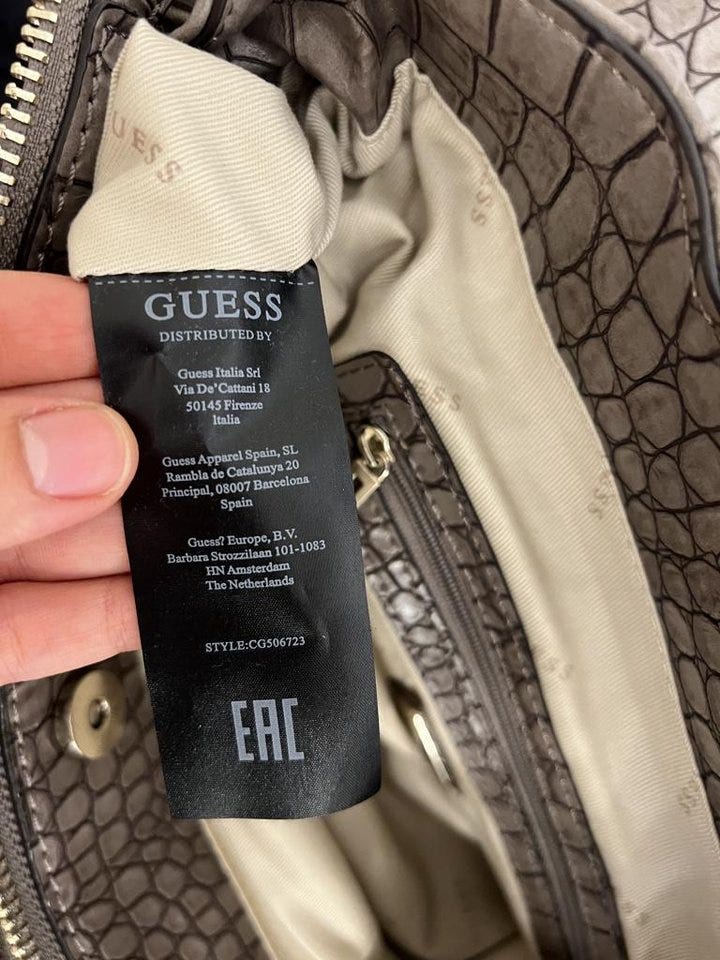 UESS
GUESS
DISTRIBUTED BY
Guess Italia Srl
Via De'Cattani 18
50145 Firenze
Italia
Guess Apparel Spain, SL
Rambla de Catalunya 20
Principal, 08007 Barcelona
Spain
Guess? Europe, B.V.
Barbara Strozzilaan 101-1083
HN Amsterdam
The Netherlands
STYLE:CG506723
EAC